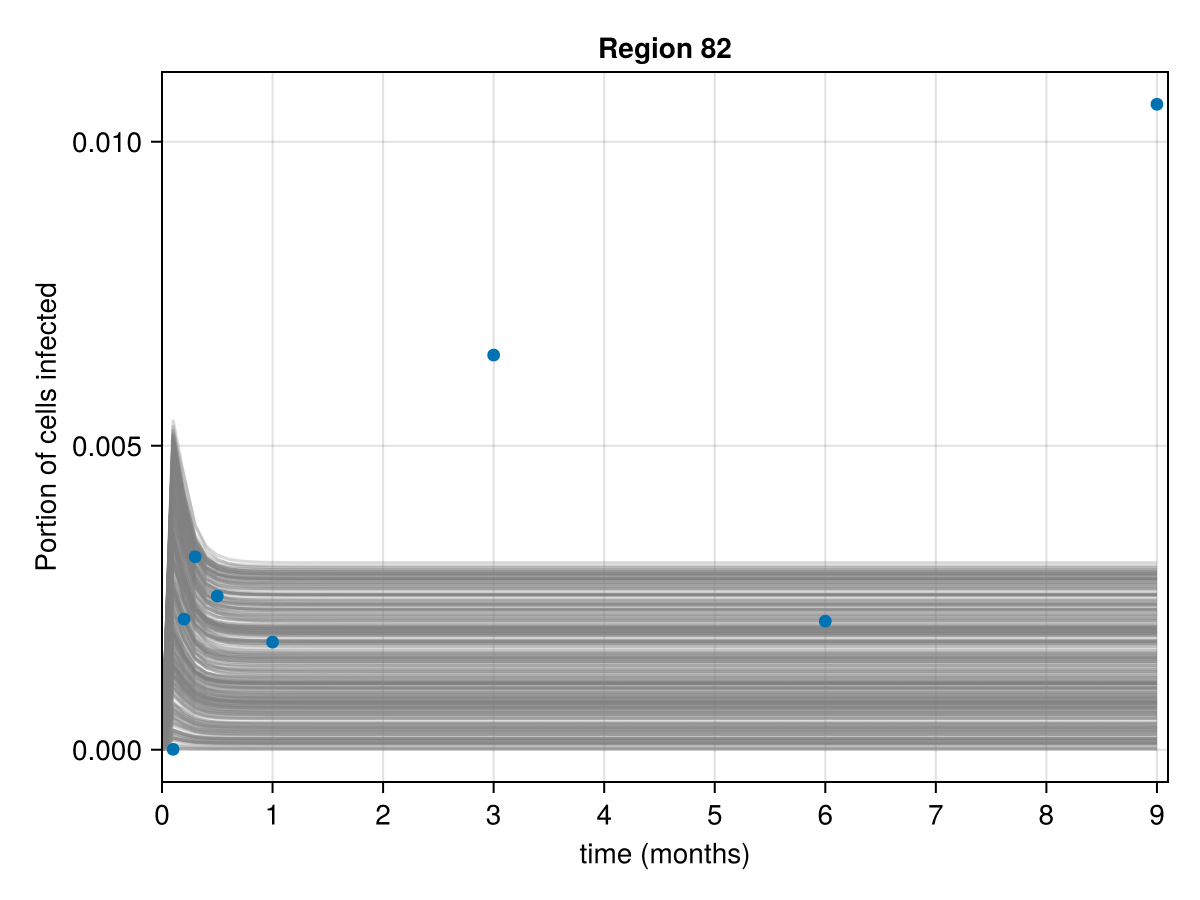 Region 82
Portion of cells infected
0.010
0.005
0.000
0 1 2 3 4 5 6 7 8 9
time (months)